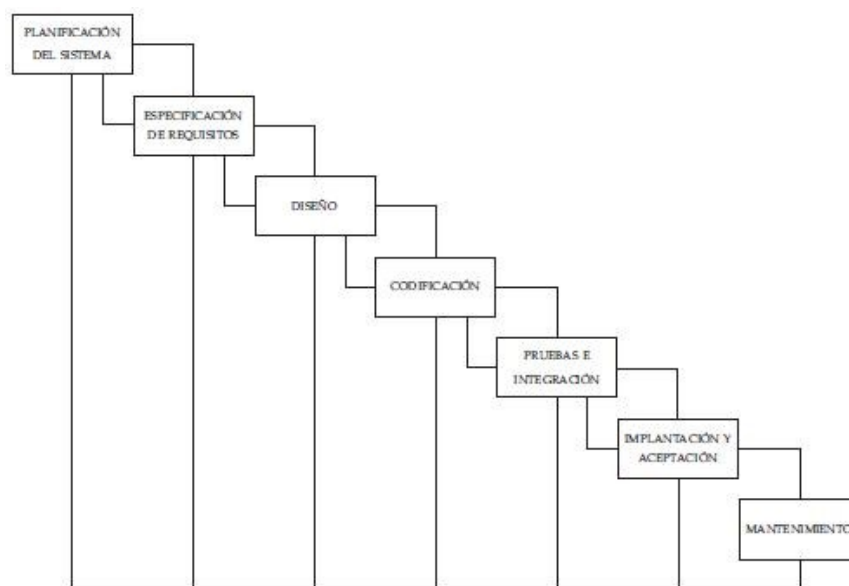 PLANIFICACIÓN
DEL SISTEMA
ESPECIFICACIÓN
DE REQUISITOS
DISEÑO
CODIFICACIÓN
PRUEBAS E
INTEGRACIÓN
IMPLANTACIÓN Y
ACEPTACIÓN
MANTENIMIENTO